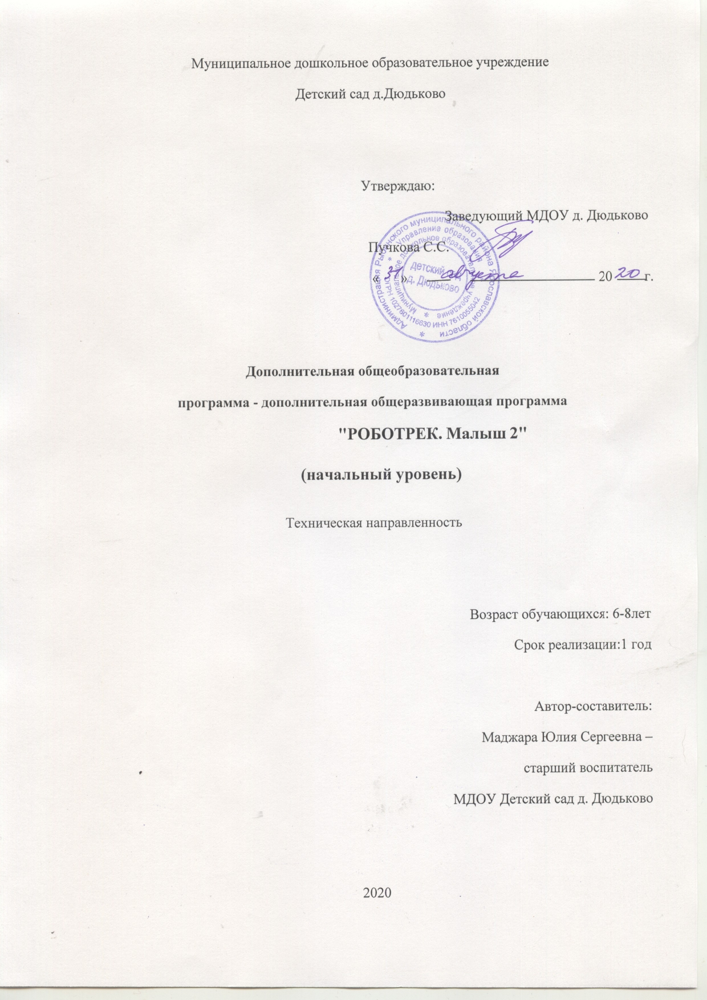 Муниципальное дошкольное образовательное учреждение
Детский сад д.Дюдьково
Утверждаю:
Заведующий МДОУ д. Дюдьково
Пучкова С.С.
« 31 » августа 20 20 г.
Администрация Рыбинского муниципального района Ярославской области *
* Управление образования
ОГРН 1027601116630 ИНН 7610055042
* Муниципальное дошкольное образовательное учреждение
детский сад
д. Дюдьково
Дополнительная общеобразовательная
программа - дополнительная общеразвивающая программа
"РОБОТРЕК. Малыш 2"
(начальный уровень)
Техническая направленность
Возраст обучающихся: 6-8лет
Срок реализации:1 год
Автор-составитель:
Маджара Юлия Сергеевна –
старший воспитатель
МДОУ Детский сад д. Дюдьково
2020